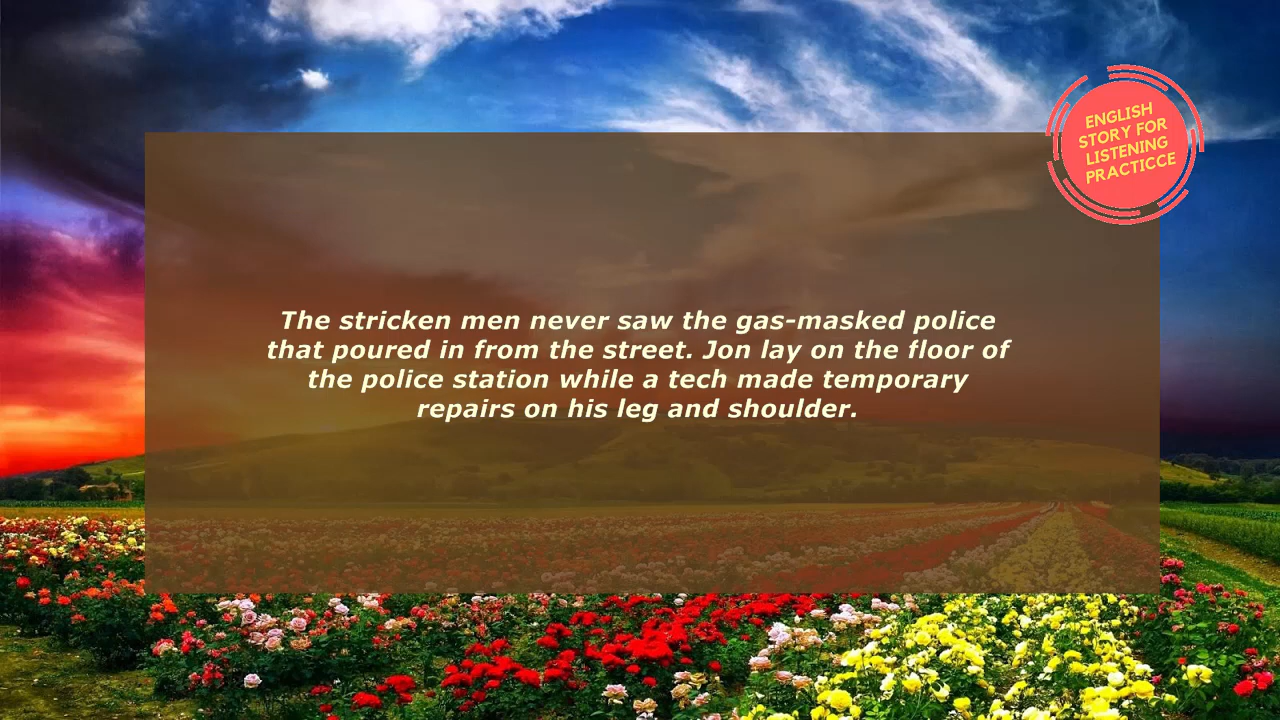 ENGLISH
STORY FOR
LISTENING
PRACTICCE
The stricken men never saw the gas-masked police
that poured in from the street. Jon lay on the floor of
the police station while a tech made temporary
repairs on his leg and shoulder.